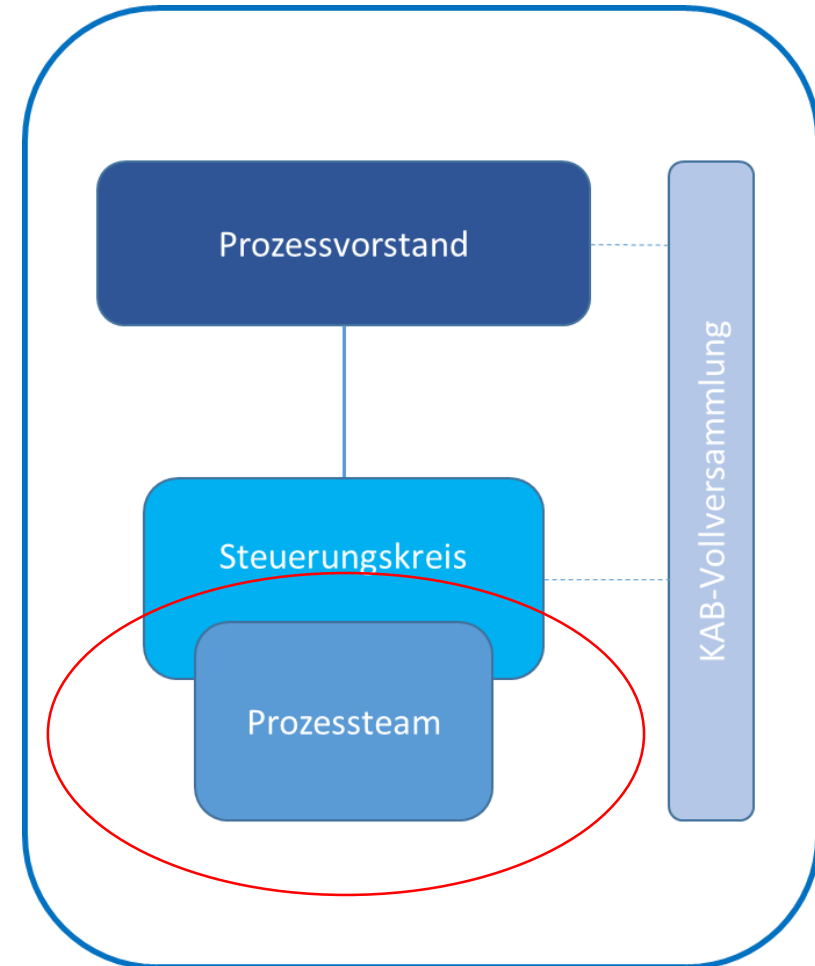 Prozessvorstand
Steuerungskreis
Prozessteam
KAB-Vollversammlung